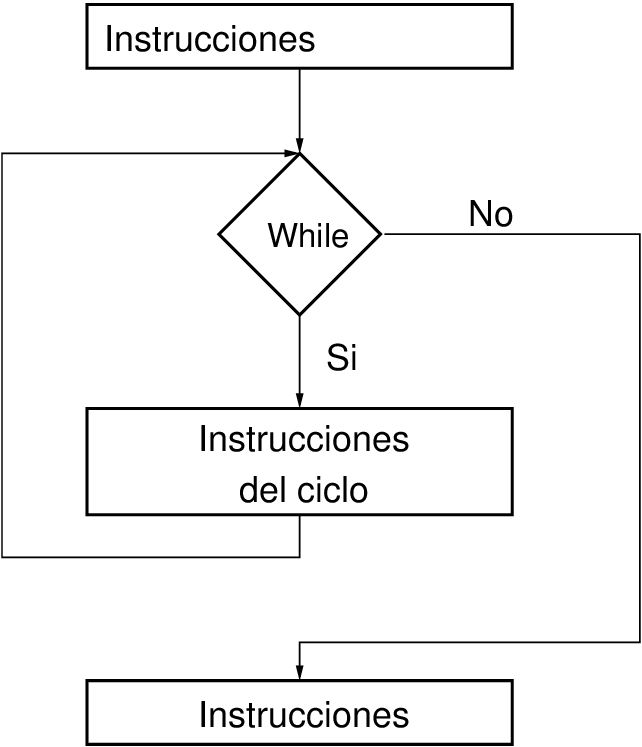 Instrucciones
While
No
Si
Instrucciones
del ciclo
Instrucciones